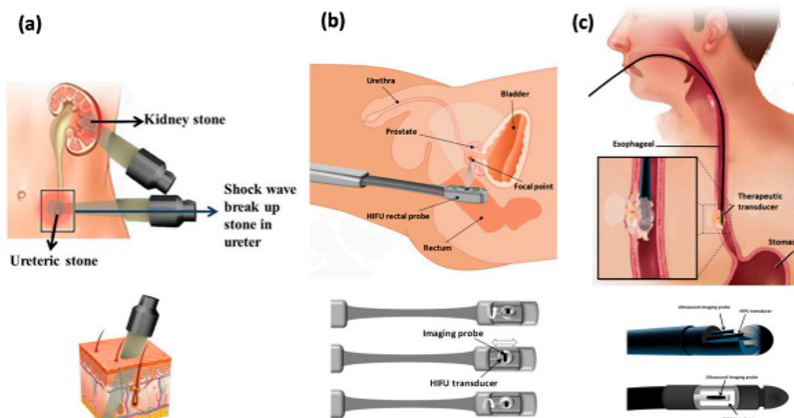 (a)
Kidney stone
Shock wave
break up
stone in
ureter
Ureteric stone
(b)
Urethra
Bladder
Prostate
Focal point
HIFU rectal probe
Rectum
Imaging probe
HIFU transducer
(c)
Esophageal
Therapeutic
transducer
Stomac
Ultrasound imaging probe
HIFU transducer
Ultrasound imaging probe